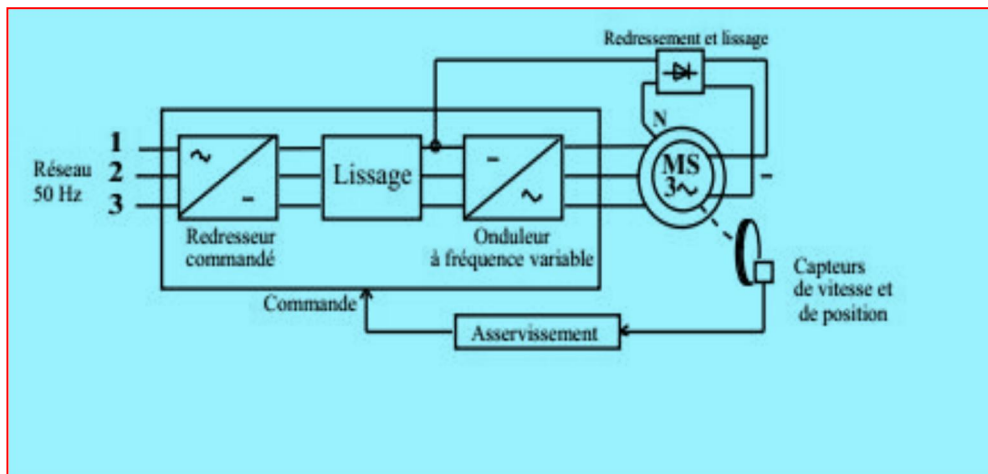 Redressement et lissage
N
1
2
3
Réseau
50 Hz
~
-
Lissage
-
~
MS
3~
-
Redresseur
commandé
Onduleur
à fréquence variable
Commande
Asservissement
Capteurs
de vitesse et
de position